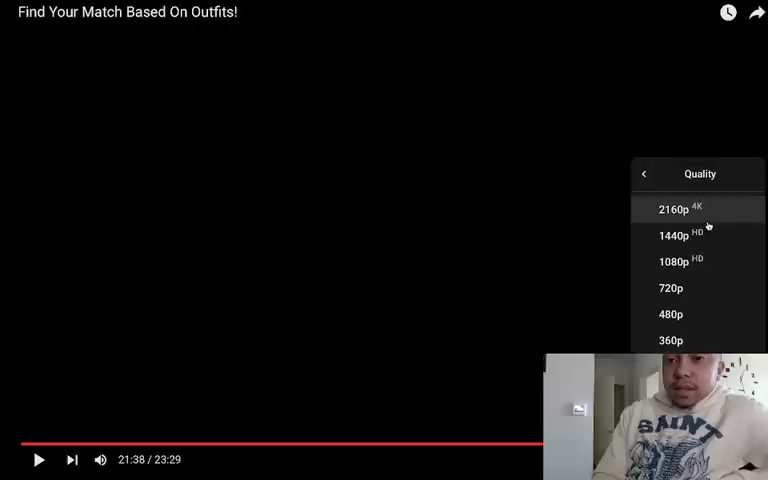 Find Your Match Based On Outfits!
Quality
2160p 4K
1440p HD
1080p HD
720p
480p
360p
21:38 / 23:29
SAINT